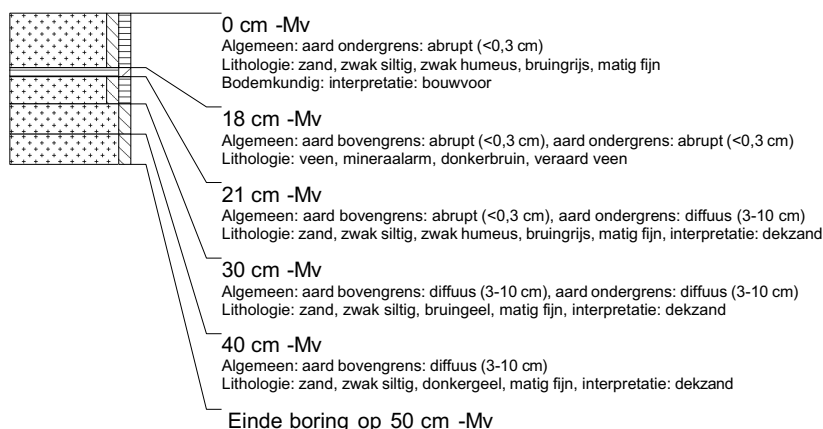 0 cm -Mv
Algemeen: aard ondergrens: abrupt (<0,3 cm)
Lithologie: zand, zwak siltig, zwak humeus, bruingrijs, matig fijn
Bodemkundig: interpretatie: bouwvoor
18 cm -Mv
Algemeen: aard bovengrens: abrupt (<0,3 cm), aard ondergrens: abrupt (<0,3 cm)
Lithologie: veen, mineraalarm, donkerbruin, veraard veen
21 cm -Mv
Algemeen: aard bovengrens: abrupt (<0,3 cm), aard ondergrens: diffuus (3-10 cm)
Lithologie: zand, zwak siltig, zwak humeus, bruingrijs, matig fijn, interpretatie: dekzand
30 cm -Mv
Algemeen: aard bovengrens: diffuus (3-10 cm), aard ondergrens: diffuus (3-10 cm)
Lithologie: zand, zwak siltig, bruingeel, matig fijn, interpretatie: dekzand
40 cm -Mv
Algemeen: aard bovengrens: diffuus (3-10 cm)
Lithologie: zand, zwak siltig, donkergeel, matig fijn, interpretatie: dekzand
Einde boring op 50 cm -Mv